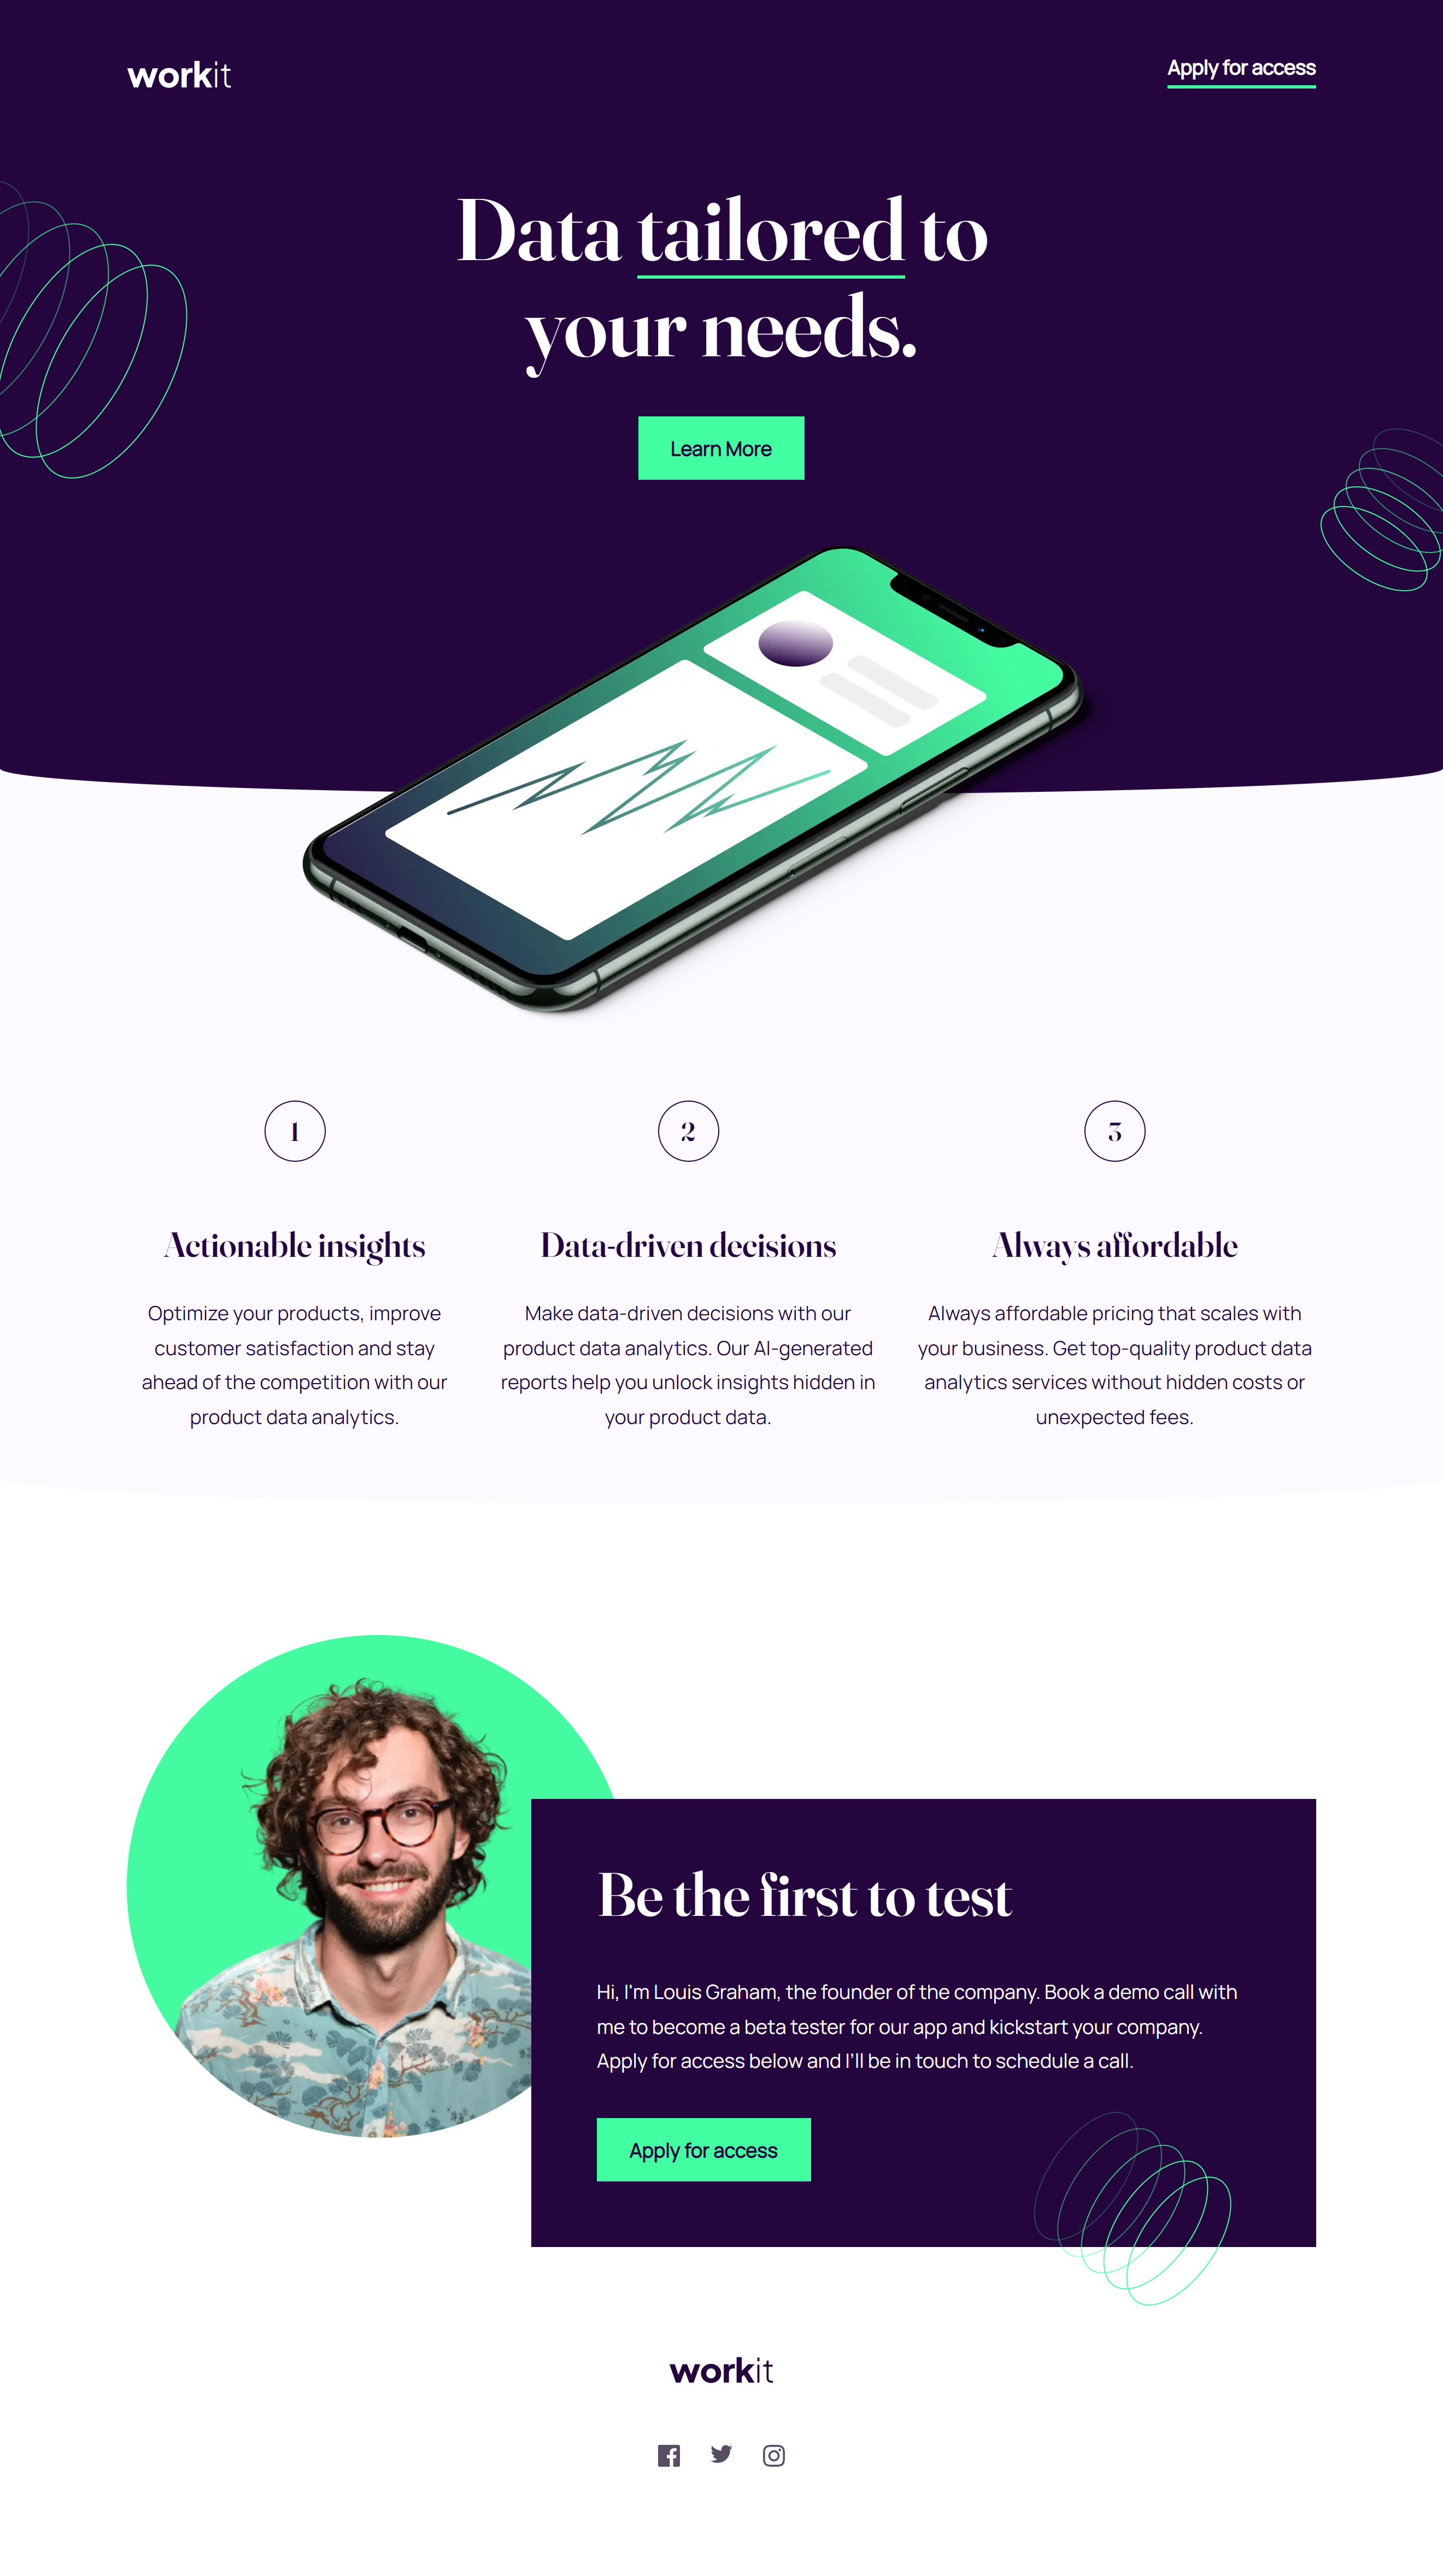 workit
Apply for access
Data tailored to
your needs.
Learn More
1
Actionable insights
Optimize your products, improve
customer satisfaction and stay
ahead of the competition with our
product data analytics.
2
Data-driven decisions
Make data-driven decisions with our
product data analytics. Our AI-generated
reports help you unlock insights hidden in
your product data.
3
Always affordable
Always affordable pricing that scales with
your business. Get top-quality product data
analytics services without hidden costs or
unexpected fees.
Be the first to test
Hi, I'm Louis Graham, the founder of the company. Book a demo call with
me to become a beta tester for our app and kickstart your company.
Apply for access below and I'll be in touch to schedule a call.
Apply for access
workit